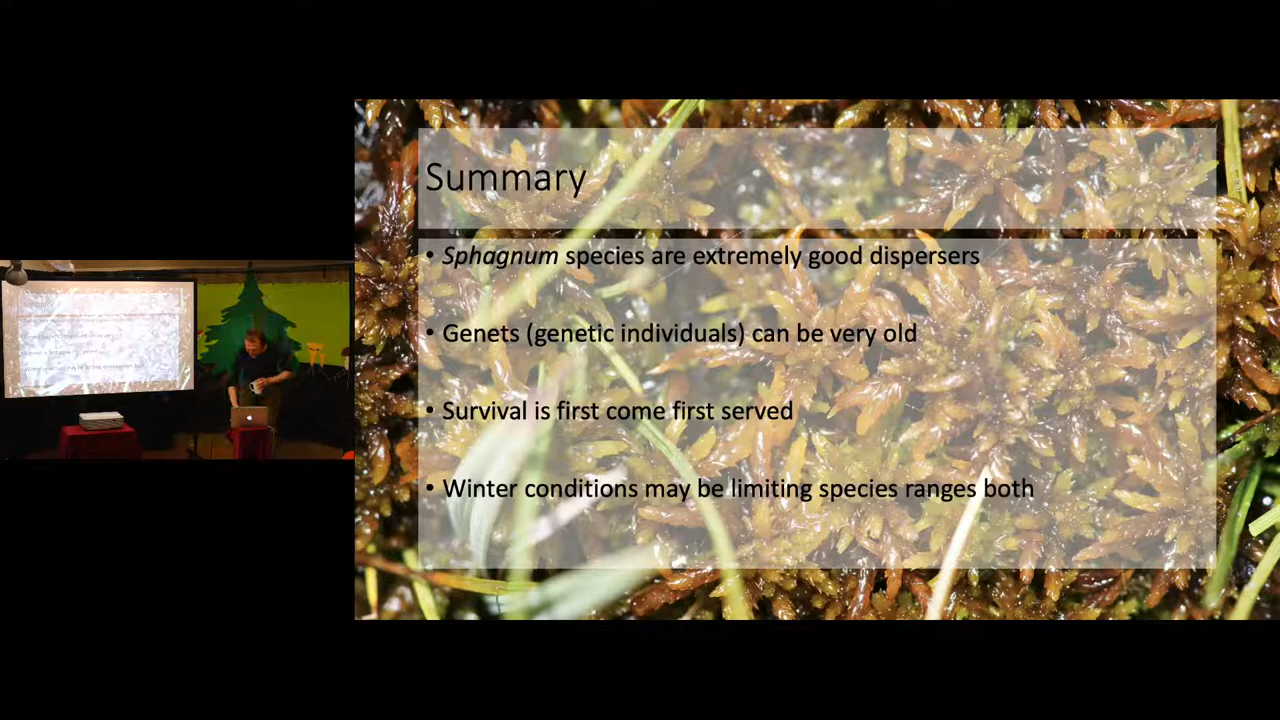 Summary
• Sphagnum species are extremely good dispersers
• Genets (genetic individuals) can be very old
• Survival is first come first served
• Winter conditions may be limiting species ranges both